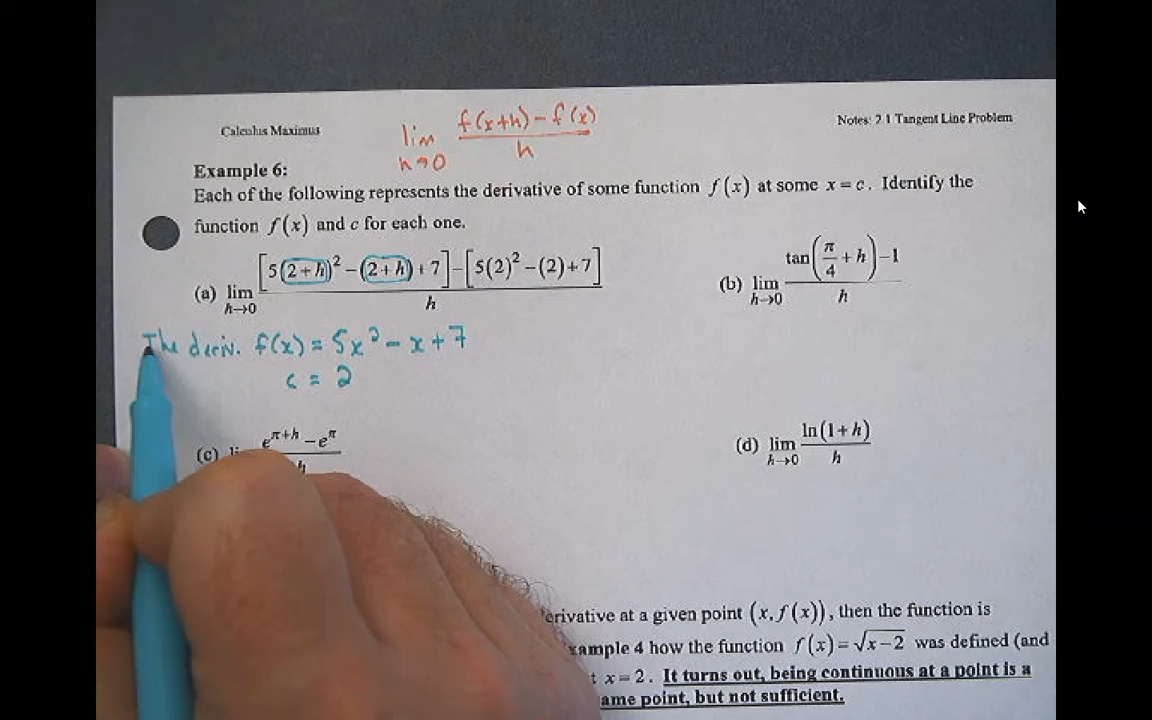 Calculus Maximus
lim h→0 f(x+h) - f(x) / h
Notes: 2.1 Tangent Line Problem
Example 6:
Each of the following represents the derivative of some function f(x) at some x = c. Identify the
function f(x) and c for each one.
(a) lim h→0 [5(2+h)² - (2+h) + 7] - [5(2)² - (2) + 7] / h
(b) lim h→0 tan(π/4 + h) - 1 / h
The deriv. f(x) = 5x² - x + 7
c = 2
(c) e^π+h - e^π / h
(d) lim h→0 ln(1+h) / h
erivative at a given point (x, f(x)), then the function is
xample 4 how the function f(x) = √x-2 was defined (and
t x = 2. It turns out, being continuous at a point is a
ame point, but not sufficient.